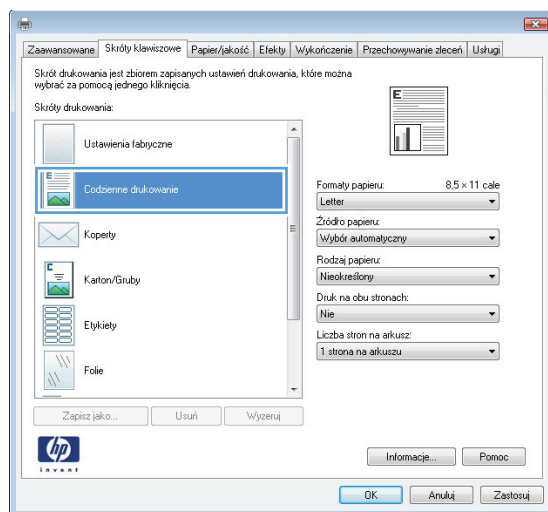 Zaawansowane Skróty klawiszowe Papier/jakość Efekty Wykończenie Przechowywanie zleceń Usługi
Skrót drukowania jest zbiorem zapisanych ustawień drukowania, które można
wybrać za pomocą jednego kliknięcia.
Skróty drukowania:
Ustawienia fabryczne
Codzienne drukowanie
Koperty
Karton/Gruby
Etykiety
Folie
Zapisz jako... Usuń Wyzeruj
E
Formaty papieru: 8,5 × 11 cale
Letter
Źródło papieru:
Wybór automatyczny
Rodzaj papieru:
Nieokreślony
Druk na obu stronach:
Nie
Liczba stron na arkusz:
1 strona na arkuszu
hp
invent
Informacje... Pomoc
OK Anuluj Zastosuj